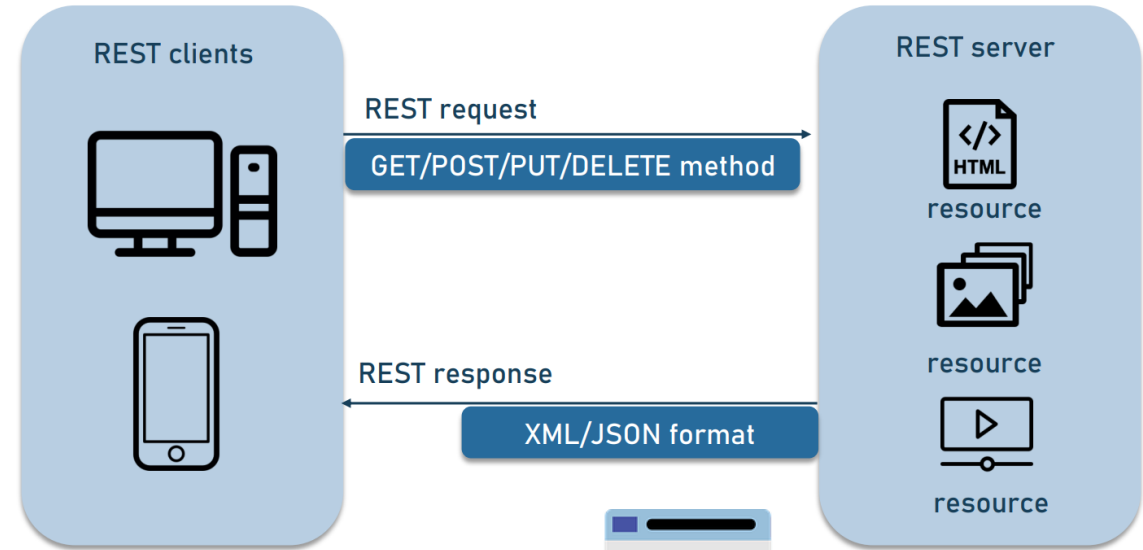 REST clients
REST request
GET/POST/PUT/DELETE method
REST response
XML/JSON format
REST server
</>
HTML
resource
resource
resource